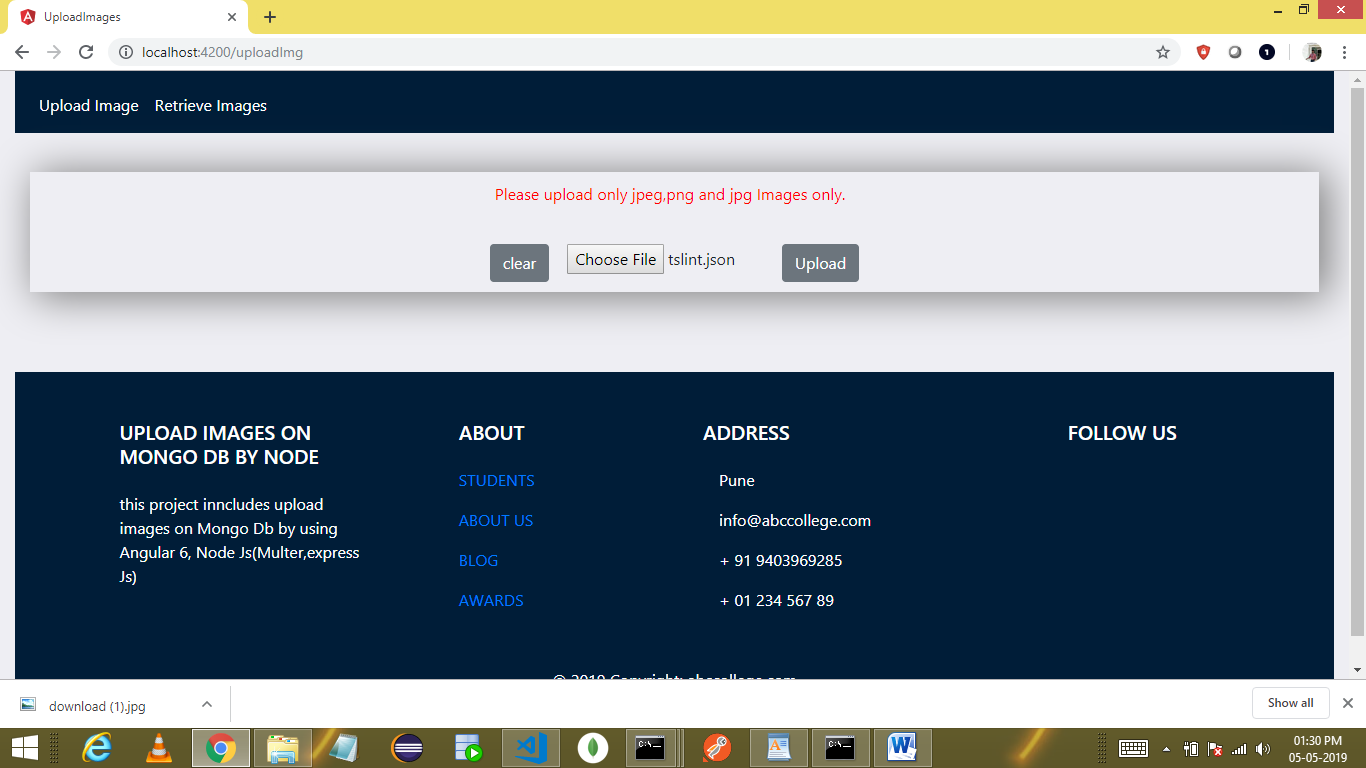 UploadImages
localhost:4200/uploadImg
Upload Image Retrieve Images
Please upload only jpeg,png and jpg Images only.
clear Choose File tslint.json Upload
UPLOAD IMAGES ON
MONGO DB BY NODE
this project inncludes upload
images on Mongo Db by using
Angular 6, Node Js(Multer,express
Js)
ABOUT
STUDENTS
ABOUT US
BLOG
AWARDS
ADDRESS
Pune
info@abccollege.com
+ 91 9403969285
+ 01 234 567 89
FOLLOW US
© 2019 Copyright: abccollege.com
download (1).jpg
Show all
01:30 PM
05-05-2019